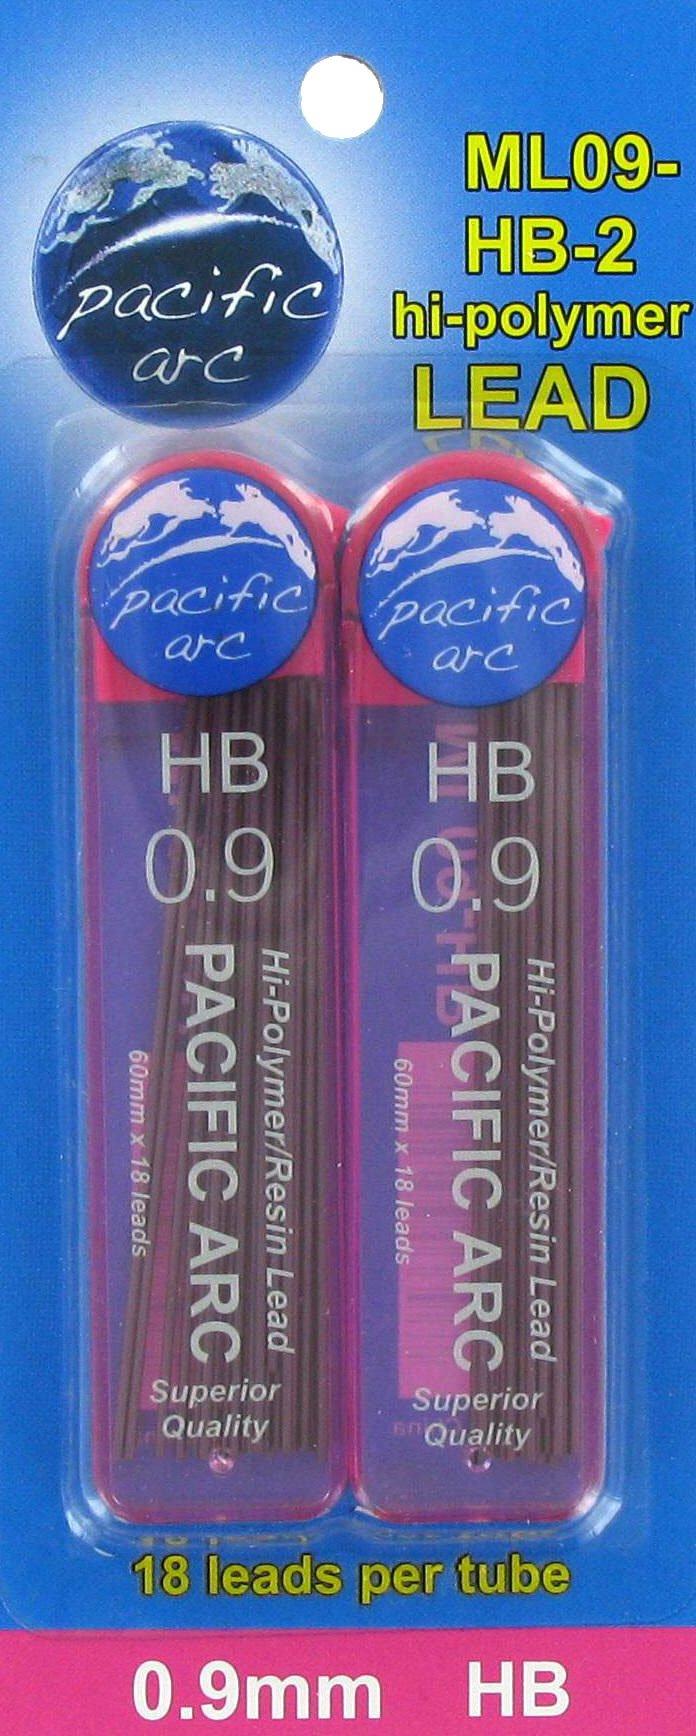 pacific
arc
ML09-
HB-2
hi-polymer
LEAD
pacific
arc
HB
0.9
Hi-Polymer/Resin Lead
PACIFIC ARC
60mm x 18 leads
Superior
Quality
pacific
arc
HB
0.9
Hi-Polymer/Resin Lead
PACIFIC ARC
60mm x 18 leads
Superior
Quality
18 leads per tube
0.9mm HB